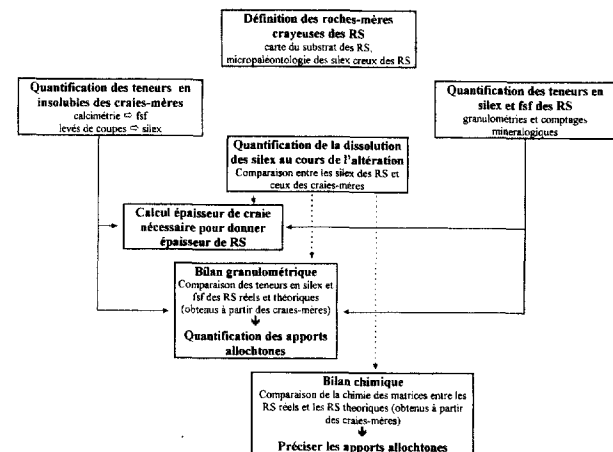 Définition des roches-mères
crayeuses des RS
carte du substrat des RS,
micropaléontologie des silex creux des RS
Quantification des teneurs en
insolubles des craies-mères
calcimétrie ⇨ fsf
levés de coupes ⇨ silex
Quantification des teneurs en
silex et fsf des RS
granulométries et comptages
mineralogiques
Quantification de la dissolution
des silex au cours de l'altération
Comparaison entre les silex des RS et
ceux des craies-mères
Calcul épaisseur de craie
nécessaire pour donner
épaisseur de RS
Bilan granulométrique
Comparaison des teneurs en silex et
fsf des RS réels et théoriques
(obtenus à partir des craies-mères)
Quantification des apports
allochtones
Bilan chimique
Comparaison de la chimie des matrices entre les
RS réels et les RS théoriques (obtenus à partir
des craies-mères)
Préciser les apports allochtones